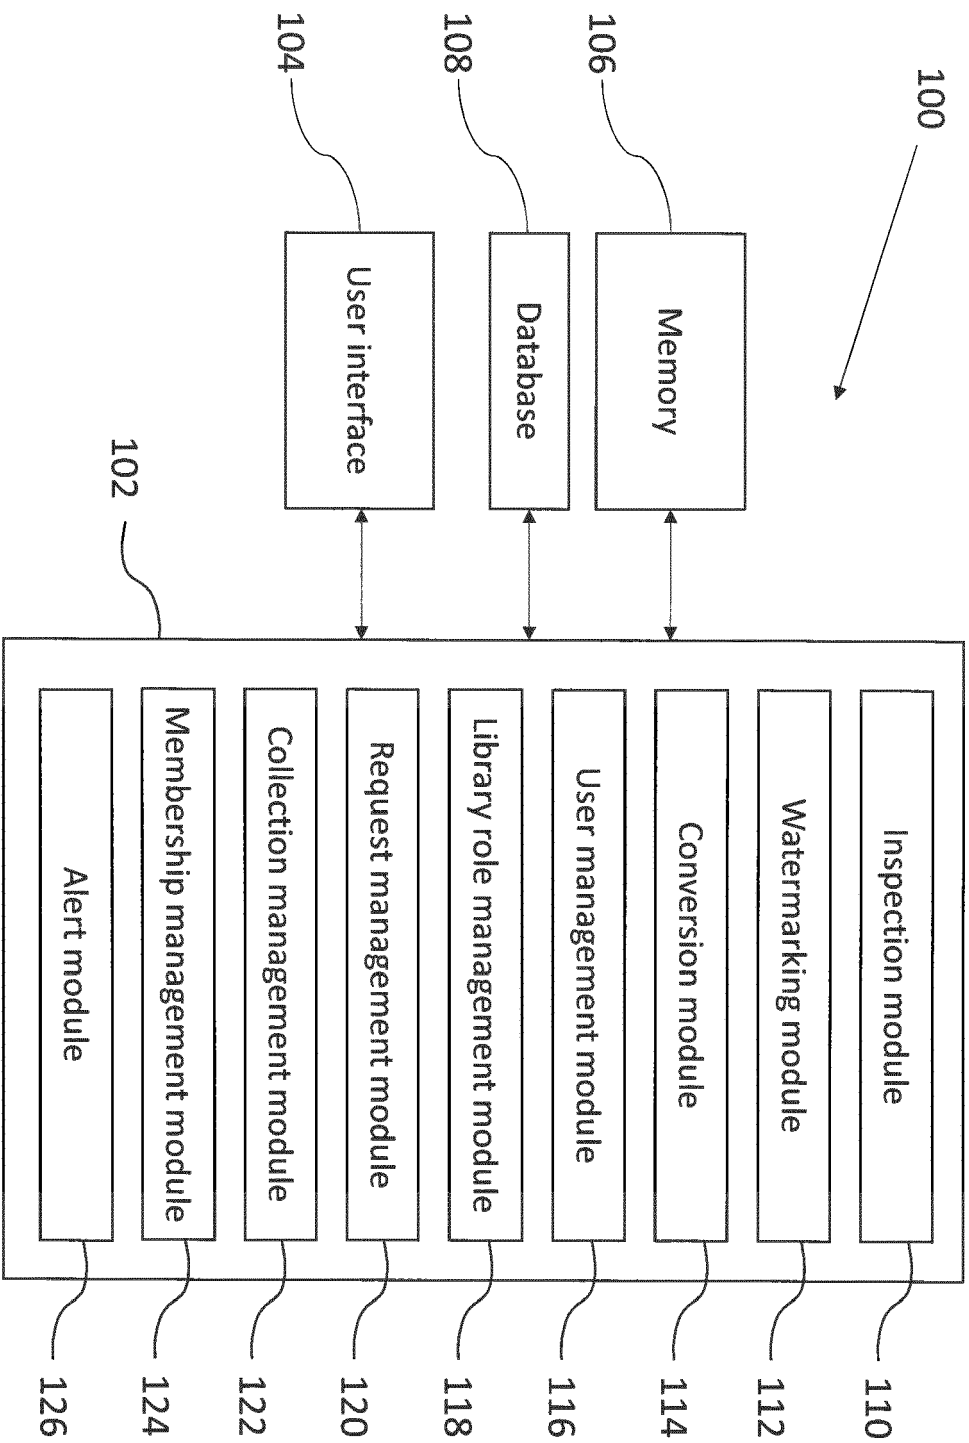 100
106
Memory
108
Database
104
User interface
102
Inspection module
110
Watermarking module
112
Conversion module
114
User management module
116
Library role management module
118
Request management module
120
Collection management module
122
Membership management module
124
Alert module
126